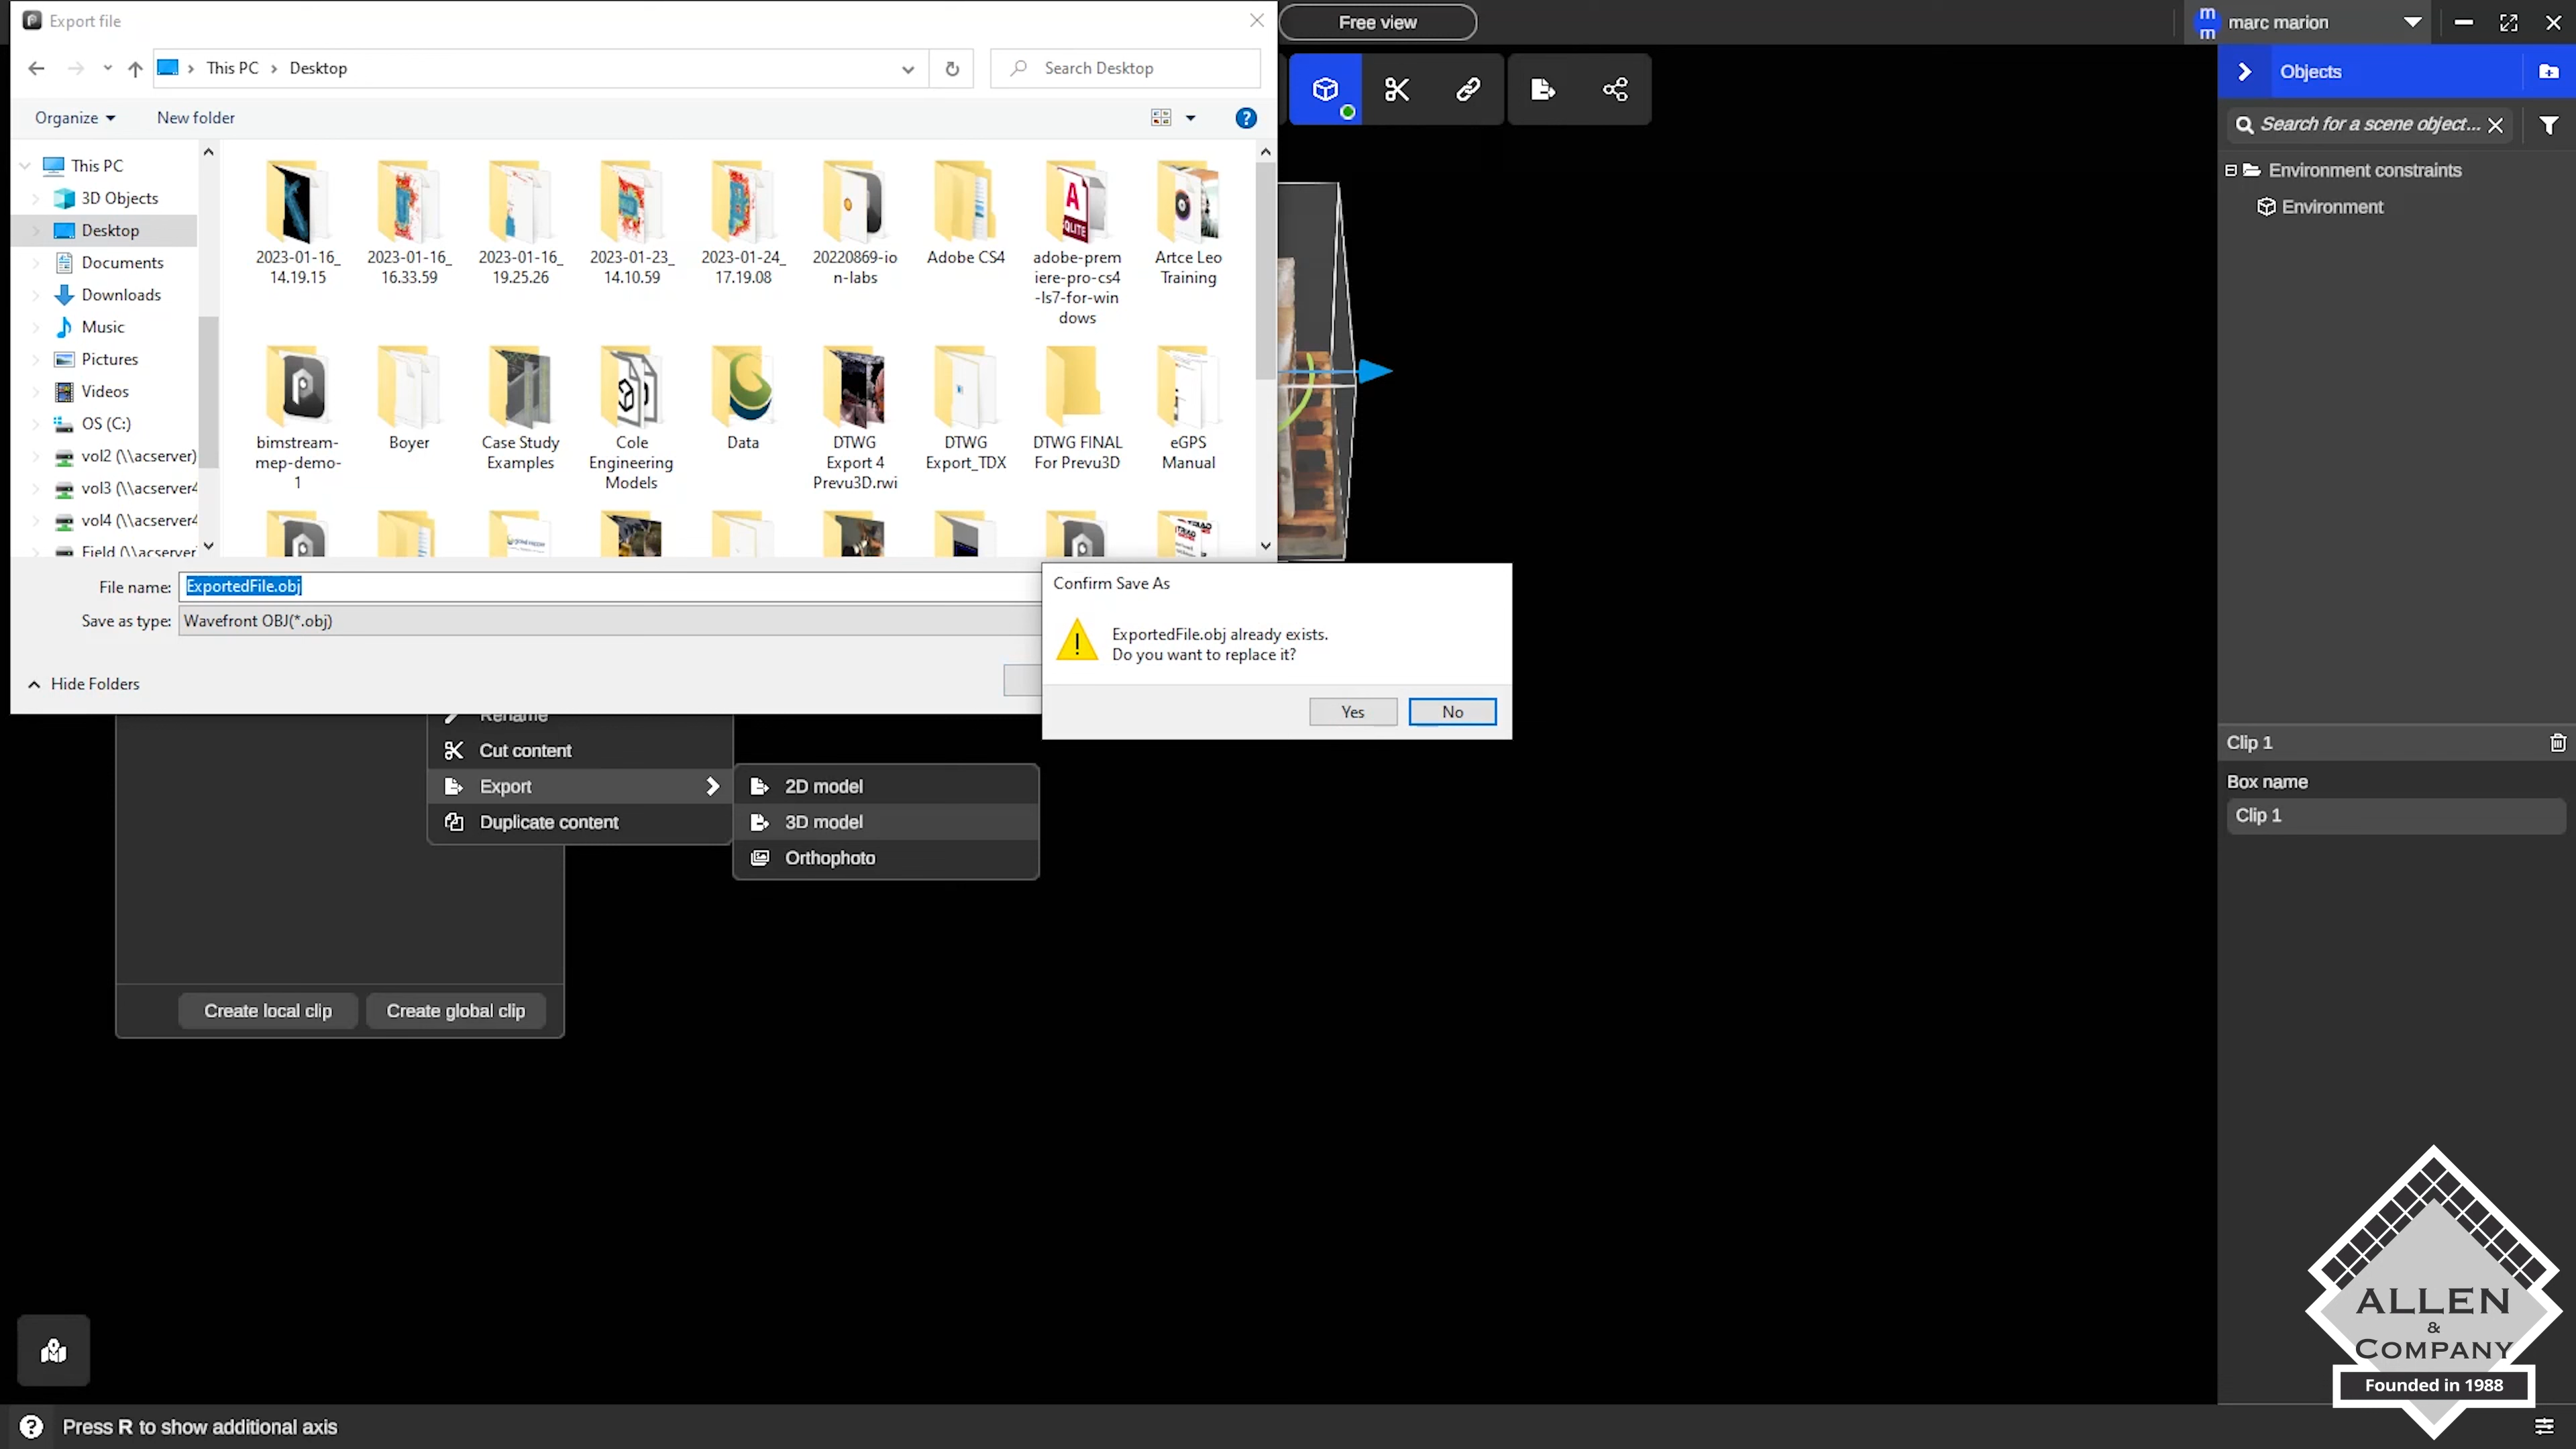 Export file
Free view
marc marion
This PC
Desktop
Search Desktop
Objects
Organize
New folder
Search for a scene object...
This PC
3D Objects
Desktop
Documents
Downloads
Music
Pictures
Videos
OS (C:)
vol2 (\\acserver)
vol3 (\\acserver4
vol4 (\\acserver4
Field (\\acserver
2023-01-16_
14.19.15
2023-01-16_
16.33.59
2023-01-16_
19.25.26
2023-01-23_
14.10.59
2023-01-24_
17.19.08
20220869-io
n-labs
Adobe CS4
adobe-prem
iere-pro-cs4
-ls7-for-win
dows
Artce Leo
Training
bimstream-
mep-demo-
1
Boyer
Case Study
Examples
Cole
Engineering
Models
Data
DTWG
Export 4
Prevu3D.rwi
DTWG
Export_TDX
DTWG FINAL
For Prevu3D
eGPS
Manual
Environment constraints
Environment
File name: ExportedFile.obj
Save as type: Wavefront OBJ(*.obj)
Hide Folders
Confirm Save As
ExportedFile.obj already exists.
Do you want to replace it?
Yes
No
Rename
Cut content
Export
Duplicate content
2D model
3D model
Orthophoto
Create local clip
Create global clip
Clip 1
Box name
Clip 1
ALLEN
&
COMPANY
Founded in 1988
Press R to show additional axis